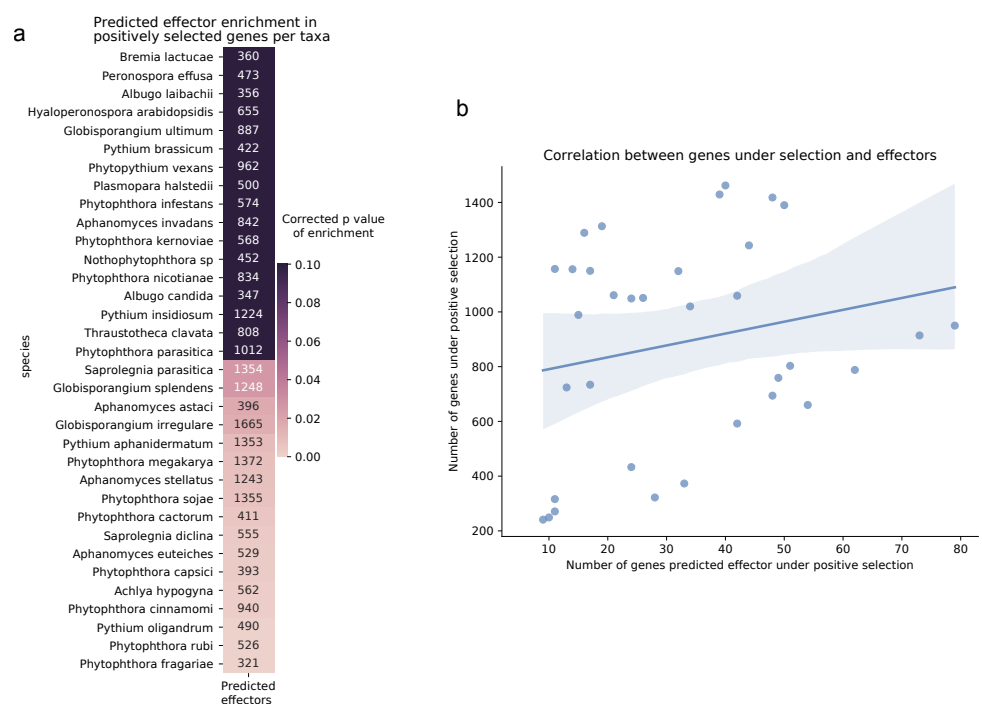 a
Predicted effector enrichment in
positively selected genes per taxa
species
Bremia lactucae 360
Peronospora effusa 473
Albugo laibachii 356
Hyaloperonospora arabidopsidis 655
Globisporangium ultimum 887
Pythium brassicum 422
Phytopythium vexans 962
Plasmopara halstedii 500
Phytophthora infestans 574
Aphanomyces invadans 842
Phytophthora kernoviae 568
Nothophytophthora sp 452
Phytophthora nicotianae 834
Albugo candida 347
Pythium insidiosum 1224
Thraustotheca clavata 808
Phytophthora parasitica 1012
Saprolegnia parasitica 1354
Globisporangium splendens 1248
Aphanomyces astaci 396
Globisporangium irregulare 1665
Pythium aphanidermatum 1353
Phytophthora megakarya 1372
Aphanomyces stellatus 1243
Phytophthora sojae 1355
Phytophthora cactorum 411
Saprolegnia diclina 555
Aphanomyces euteiches 529
Phytophthora capsici 393
Achlya hypogyna 562
Phytophthora cinnamomi 940
Pythium oligandrum 490
Phytophthora rubi 526
Phytophthora fragariae 321
Predicted
effectors
Corrected p value
of enrichment
0.10
0.08
0.06
0.04
0.02
0.00
b
Correlation between genes under selection and effectors
Number of genes under positive selection
1400
1200
1000
800
600
400
200
10 20 30 40 50 60 70 80
Number of genes predicted effector under positive selection